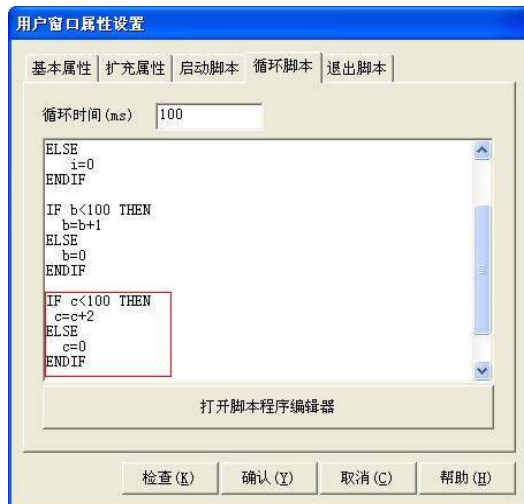 用户窗口属性设置
基本属性 扩充属性 启动脚本 循环脚本 退出脚本
循环时间(ms) 100
ELSE
i=0
ENDIF
IF b<100 THEN
b=b+1
ELSE
b=0
ENDIF
IF c<100 THEN
c=c+2
ELSE
c=0
ENDIF
打开脚本程序编辑器
检查(K) 确认(Y) 取消(C) 帮助(H)